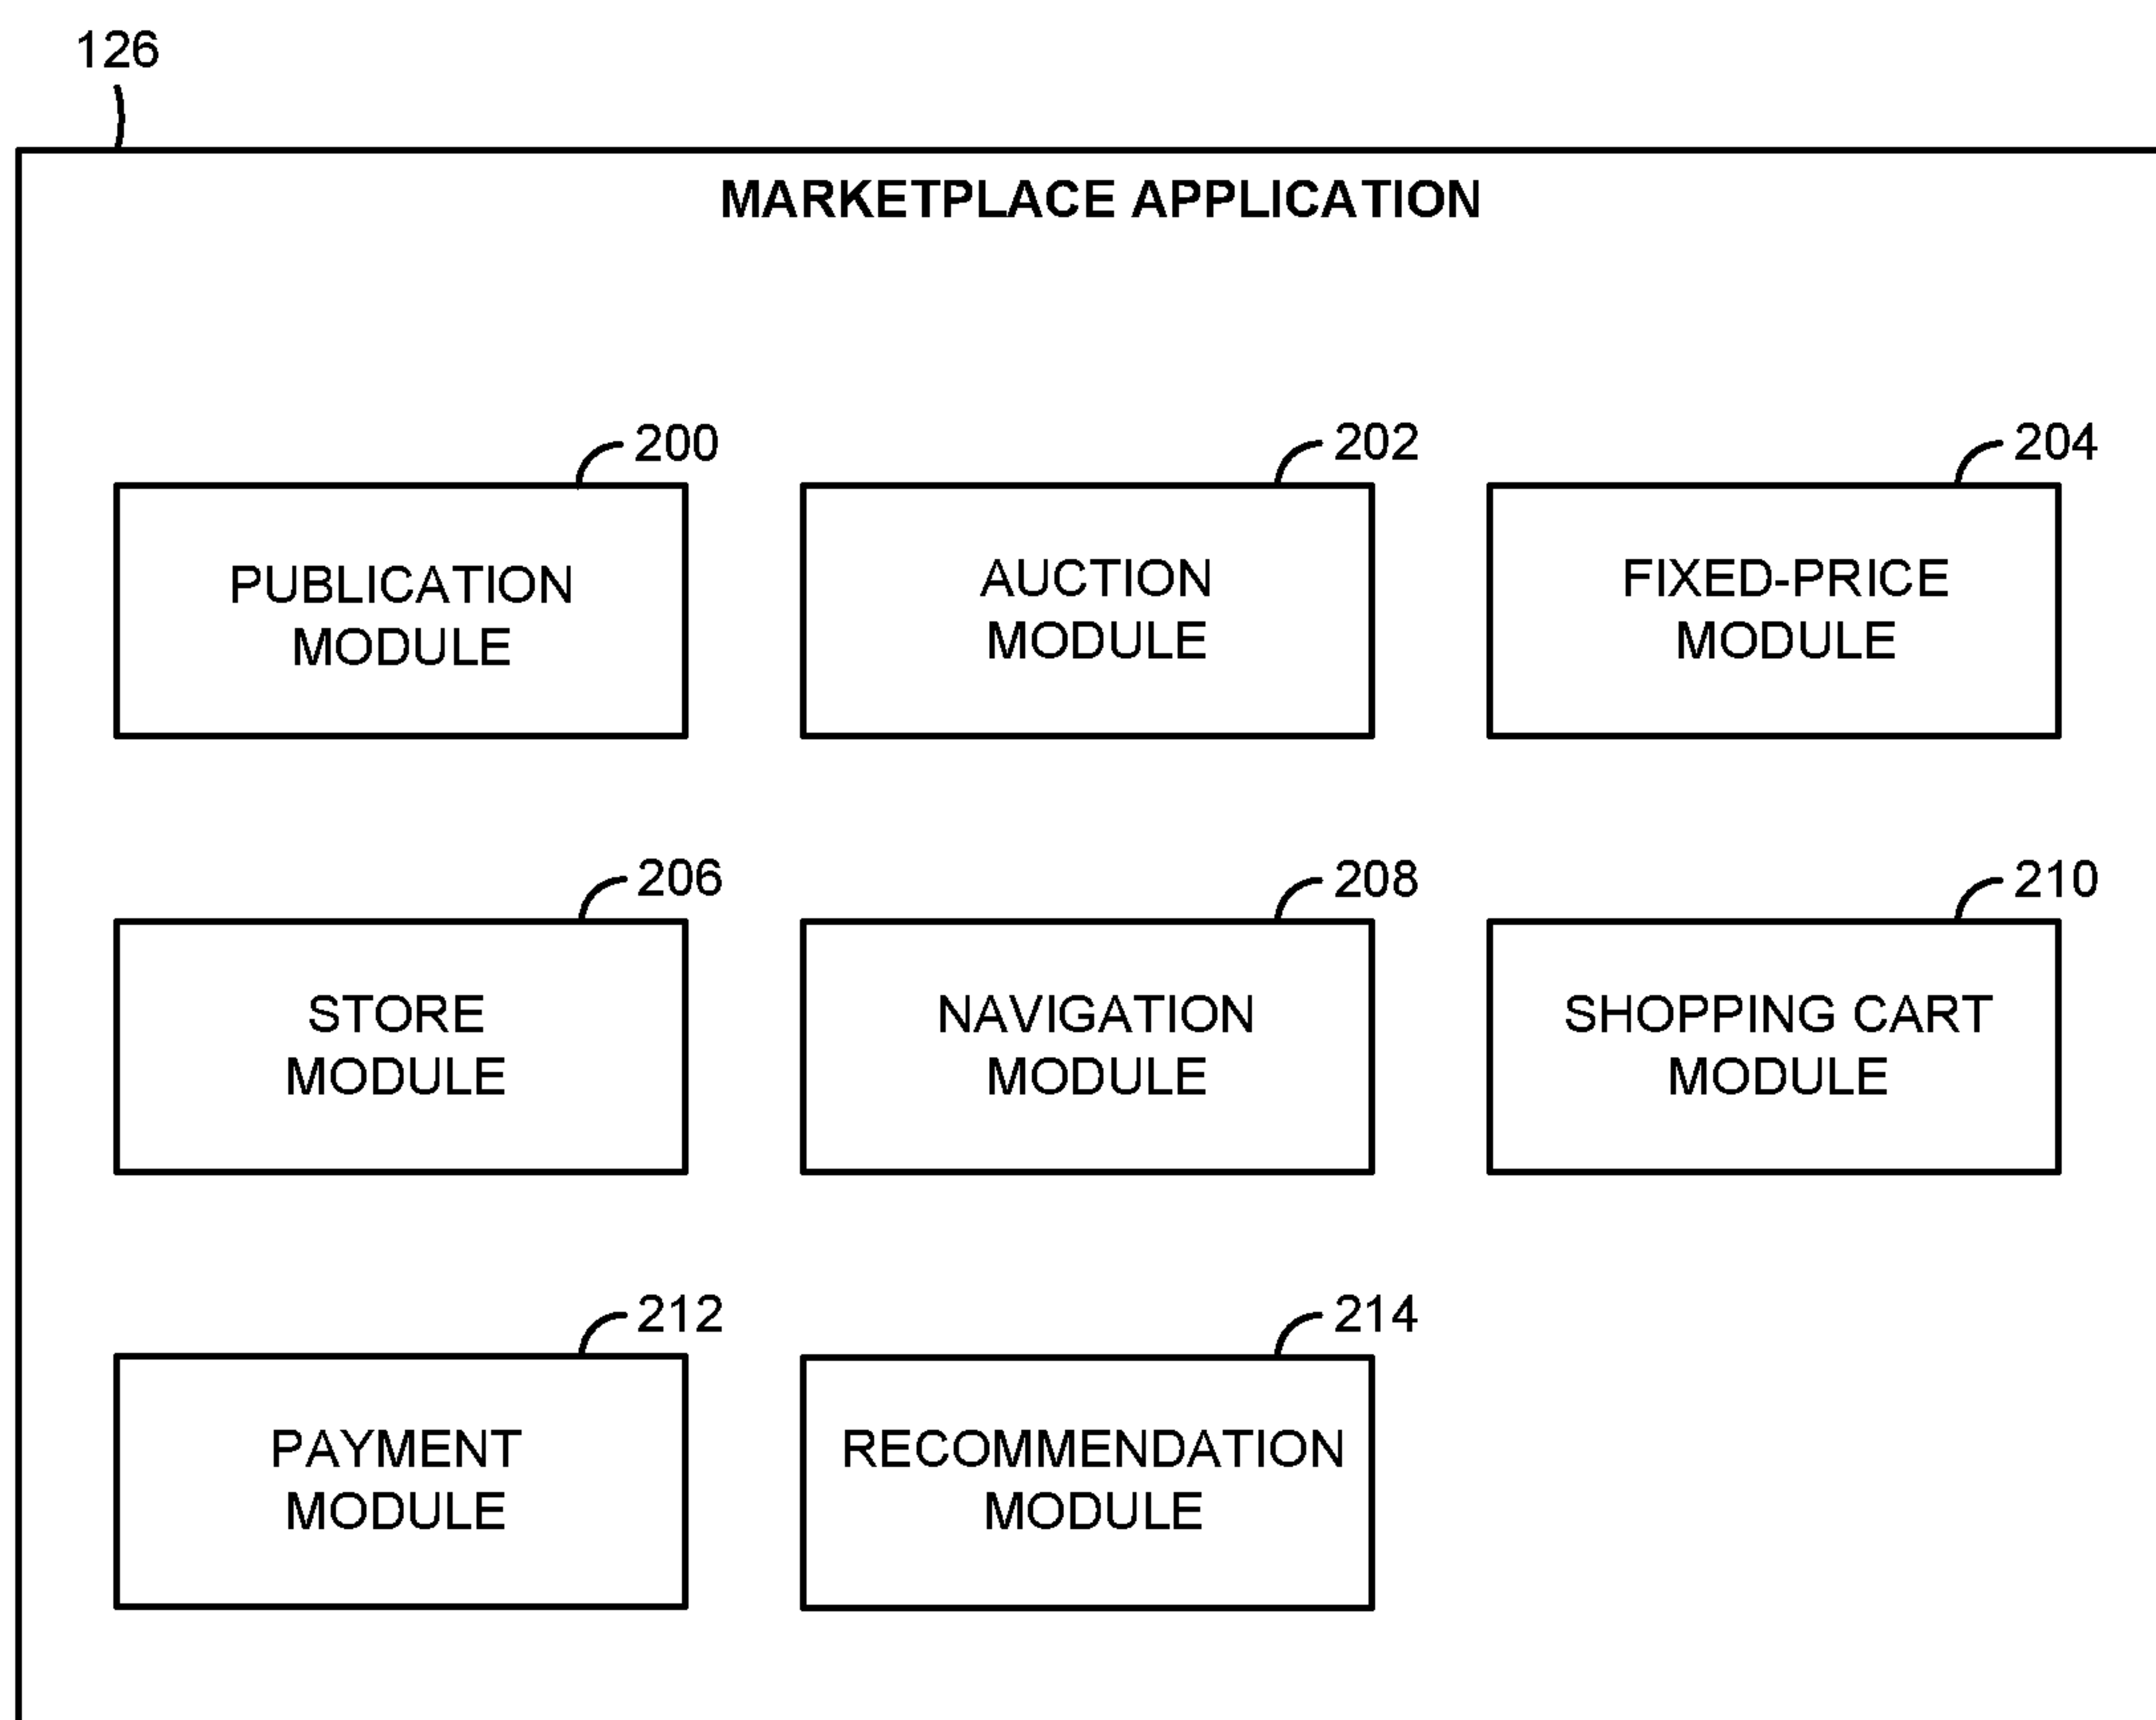 126
MARKETPLACE APPLICATION
200
202
204
PUBLICATION
MODULE
AUCTION
MODULE
FIXED-PRICE
MODULE
206
208
210
STORE
MODULE
NAVIGATION
MODULE
SHOPPING CART
MODULE
212
214
PAYMENT
MODULE
RECOMMENDATION
MODULE